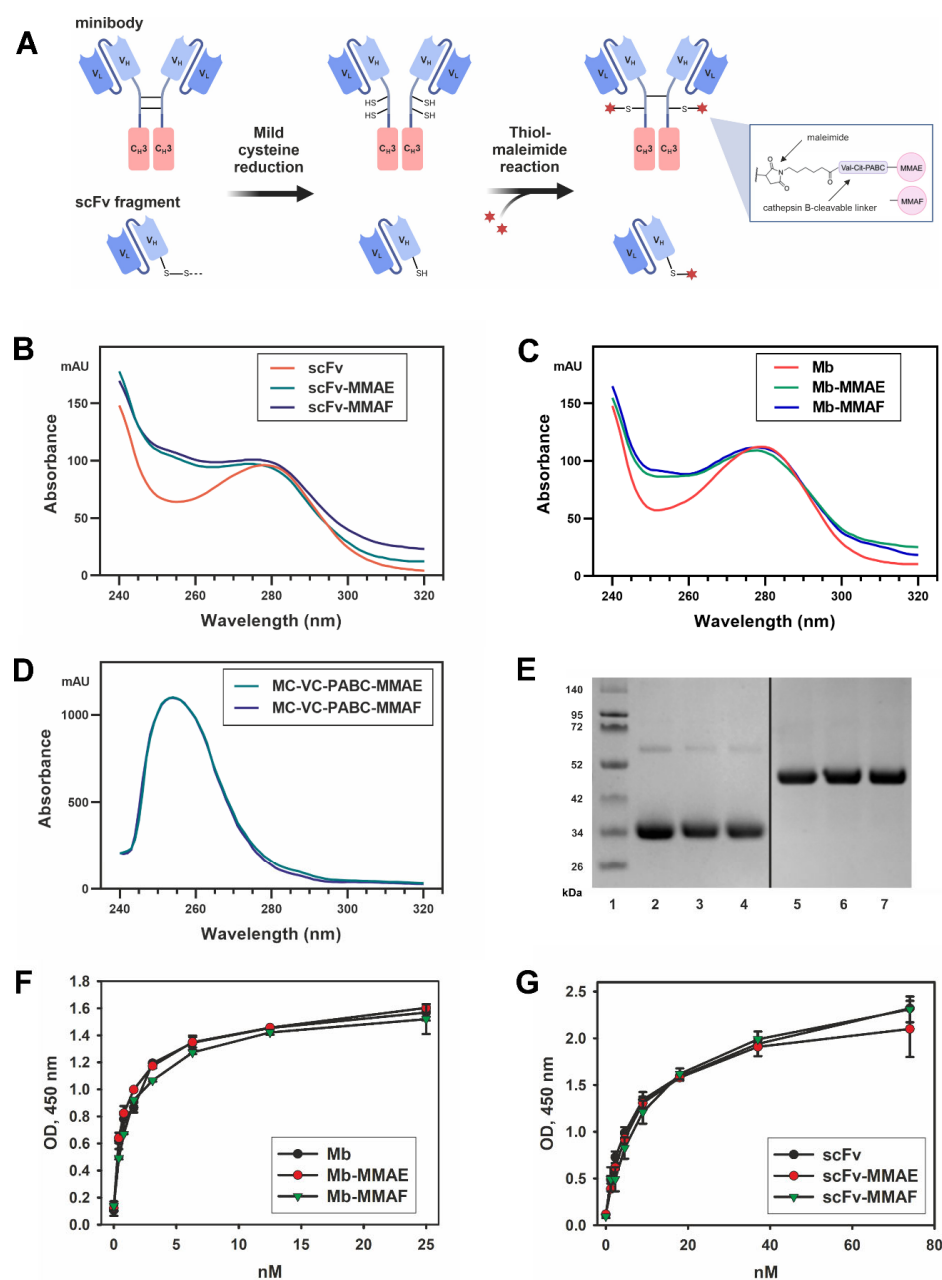 A
minibody
VL
VH
VH
VL
CH3
CH3
scFv fragment
VL
VH
S
S
Mild
cysteine
reduction
VL
VH
VH
VL
HS
HS
SH
SH
CH3
CH3
VL
VH
SH
Thiol-
maleimide
reaction
VL
VH
VH
VL
S
S
CH3
CH3
VL
VH
S
maleimide
O
N
O
O
Val-Cit-PABC
MMAE
MMAF
cathepsin B-cleavable linker
B
mAU
150
100
50
0
Absorbance
scFv
scFv-MMAE
scFv-MMAF
240
260
280
300
320
Wavelength (nm)
C
mAU
150
100
50
0
Absorbance
Mb
Mb-MMAE
Mb-MMAF
240
260
280
300
320
Wavelength (nm)
D
mAU
1000
500
0
Absorbance
MC-VC-PABC-MMAE
MC-VC-PABC-MMAF
240
260
280
300
320
Wavelength (nm)
E
140
95
72
52
42
34
26
kDa
1
2
3
4
5
6
7
F
1.8
1.6
1.4
1.2
1.0
0.8
0.6
0.4
0.2
0.0
OD, 450 nm
Mb
Mb-MMAE
Mb-MMAF
0
5
10
15
20
25
nM
G
2.5
2.0
1.5
1.0
0.5
0.0
OD, 450 nm
scFv
scFv-MMAE
scFv-MMAF
0
20
40
60
80
nM